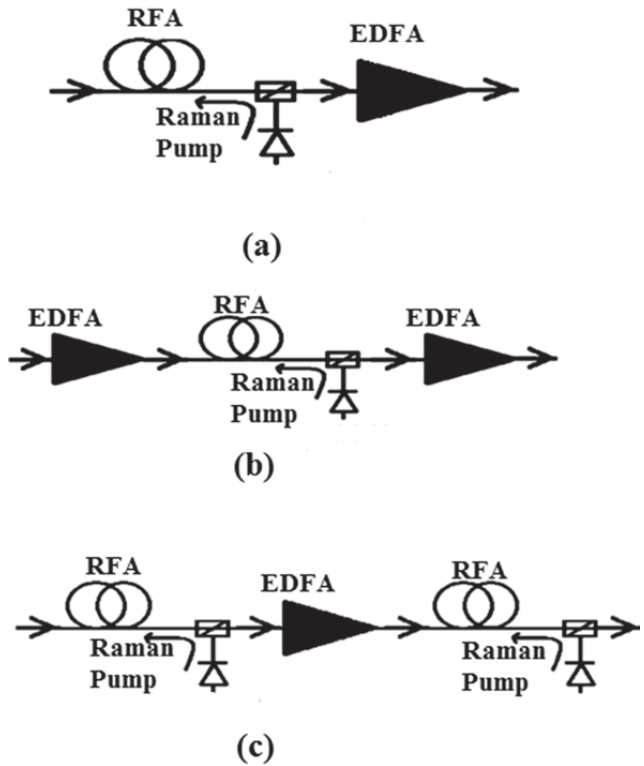 RFA
EDFA
Raman
Pump
(a)
EDFA
RFA
EDFA
Raman
Pump
(b)
RFA
EDFA
RFA
Raman
Pump
Raman
Pump
(c)